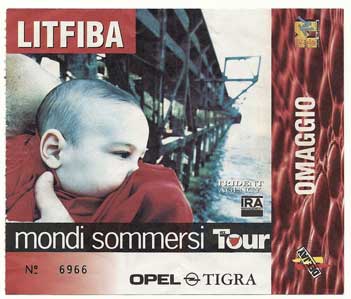 LITFIBA
TRIDENT
AGENCY
IRA
mondi sommersi Tour
Nº 6966
OPEL TIGRA
OMAGGIO